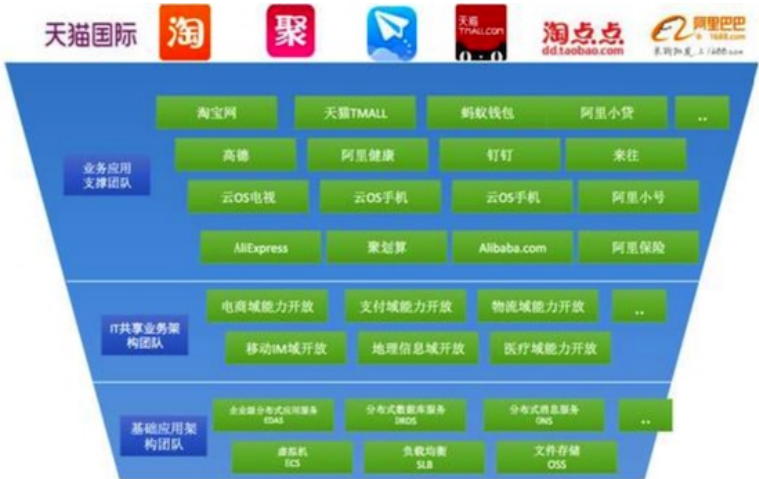 天猫国际
淘
聚
天猫
TMALL.COM
淘点点
dd.taobao.com
阿里巴巴
1688.com
淘宝网
天猫TMALL
蚂蚁钱包
阿里小贷
..
业务应用
支撑团队
高德
阿里健康
钉钉
来往
云OS电视
云OS手机
云OS手机
阿里小号
AliExpress
聚划算
Alibaba.com
阿里保险
IT共享业务架
构团队
电商域能力开放
支付域能力开放
物流域能力开放
..
移动IM域开放
地理信息域开放
医疗域能力开放
基础应用架
构团队
企业级分布式应用服务
EDAS
分布式数据库服务
DRDS
分布式消息服务
ONS
..
虚拟机
ECS
负载均衡
SLB
文件存储
OSS